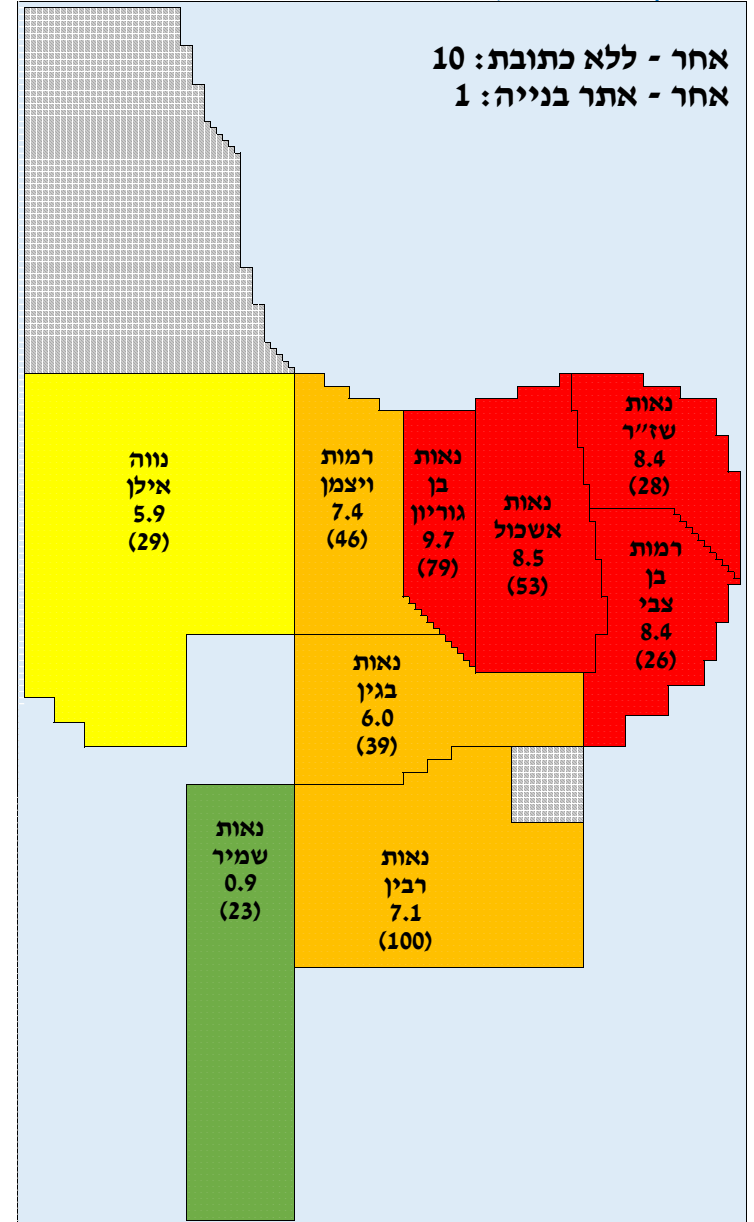 אחר - ללא כתובת: 10
אחר - אתר בנייה: 1
נאות
שז״ר
8.4
(28)
נווה
אילן
5.9
(29)
רמות
ויצמן
7.4
(46)
נאות
בן
גוריון
9.7
(79)
נאות
אשכול
8.5
(53)
רמות
בן
צבי
8.4
(26)
נאות
בגין
6.0
(39)
נאות
שמיר
0.9
(23)
נאות
רבין
7.1
(100)